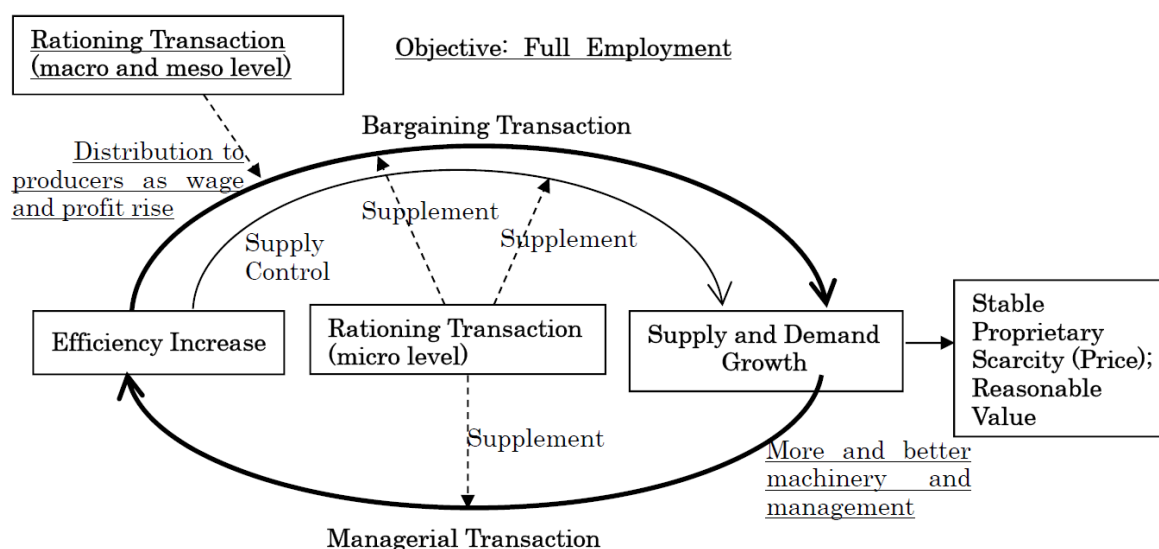 Rationing Transaction
(macro and meso level)
Objective: Full Employment
Bargaining Transaction
Distribution to
producers as wage
and profit rise
Supplement
Supplement
Supply
Control
Efficiency Increase
Rationing Transaction
(micro level)
Supply and Demand
Growth
Stable
Proprietary
Scarcity (Price);
Reasonable
Value
Supplement
More and better
machinery and
management
Managerial Transaction